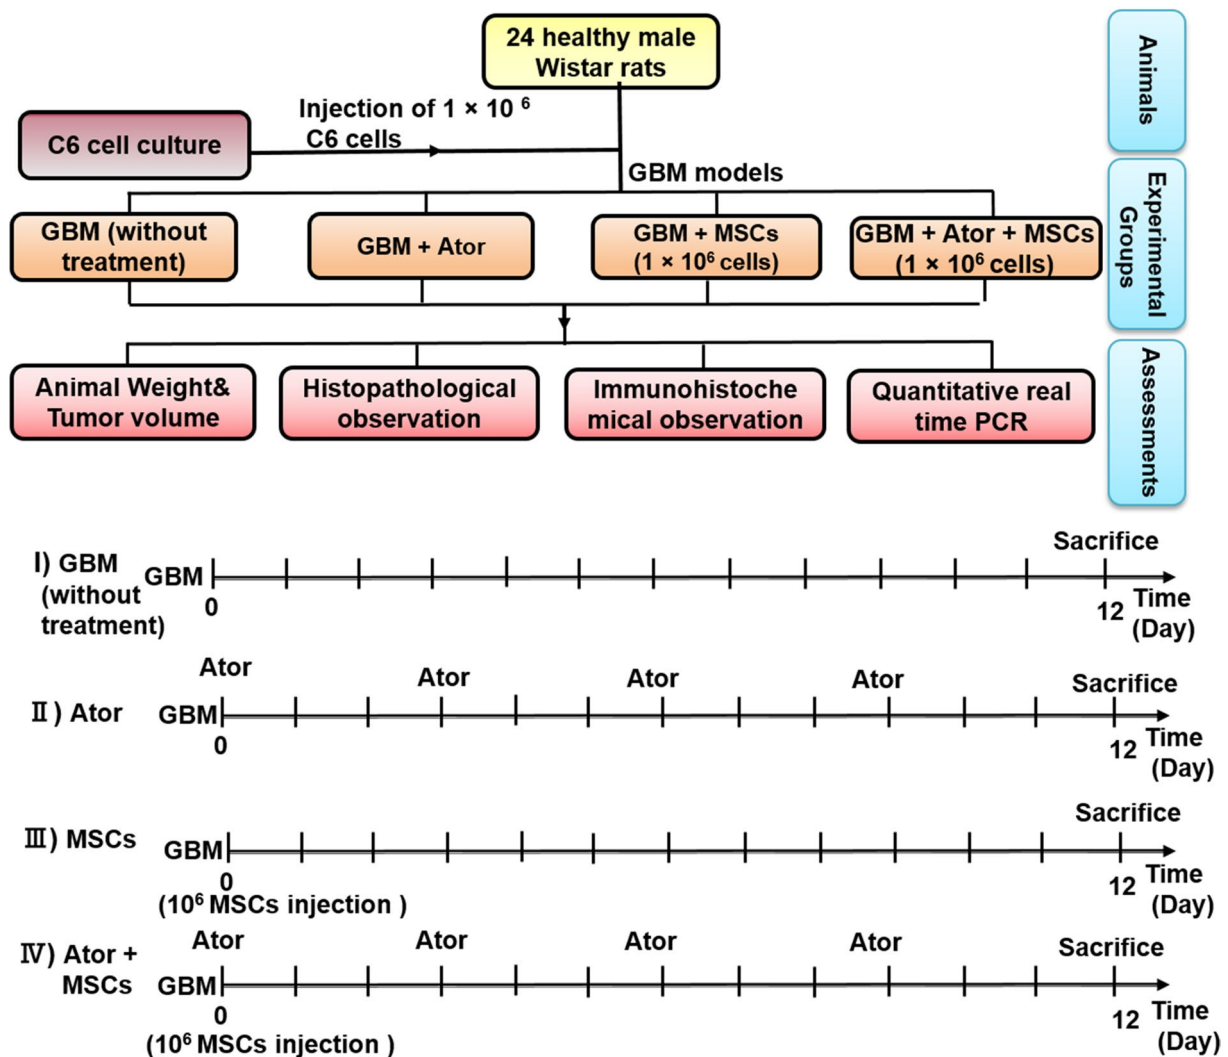 24 healthy male
Wistar rats
Animals
Injection of 1 × 10 ⁶
C6 cells
C6 cell culture
GBM models
Experimental
Groups
GBM (without
treatment)
GBM + Ator
GBM + MSCs
(1 × 10⁶ cells)
GBM + Ator + MSCs
(1 × 10⁶ cells)
Assessments
Animal Weight&
Tumor volume
Histopathological
observation
Immunohistoche
mical observation
Quantitative real
time PCR
Sacrifice
Ⅰ) GBM
(without
treatment)
GBM
0
12
Time
(Day)
Ator
Ator
Ator
Ator
Sacrifice
Ⅱ ) Ator
GBM
0
12
Time
(Day)
Sacrifice
Ⅲ) MSCs
GBM
0
12
Time
(Day)
(10⁶ MSCs injection )
Ator
Ator
Ator
Ator
Sacrifice
Ⅳ) Ator +
MSCs
GBM
0
12
Time
(Day)
(10⁶ MSCs injection )